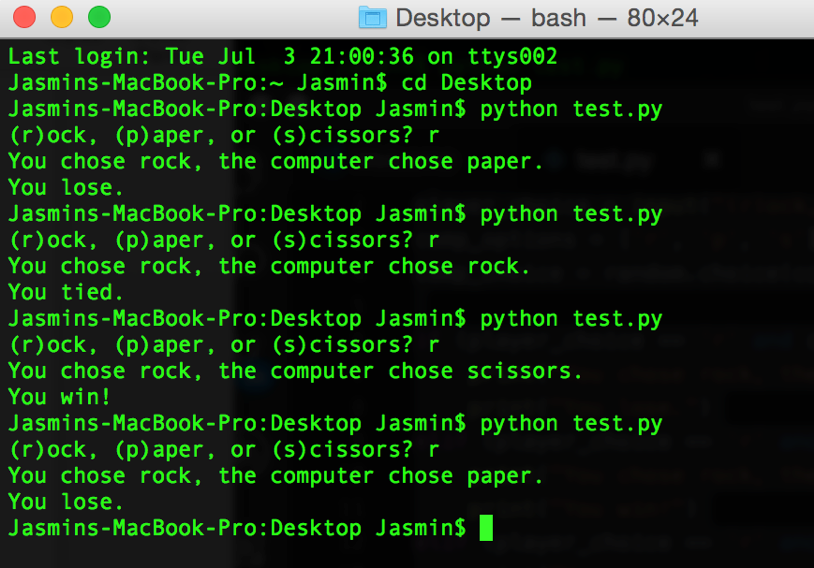 Desktop — bash — 80×24
Last login: Tue Jul  3 21:00:36 on ttys002
Jasmins-MacBook-Pro:~ Jasmin$ cd Desktop
Jasmins-MacBook-Pro:Desktop Jasmin$ python test.py
(r)ock, (p)aper, or (s)cissors? r
You chose rock, the computer chose paper.
You lose.
Jasmins-MacBook-Pro:Desktop Jasmin$ python test.py
(r)ock, (p)aper, or (s)cissors? r
You chose rock, the computer chose rock.
You tied.
Jasmins-MacBook-Pro:Desktop Jasmin$ python test.py
(r)ock, (p)aper, or (s)cissors? r
You chose rock, the computer chose scissors.
You win!
Jasmins-MacBook-Pro:Desktop Jasmin$ python test.py
(r)ock, (p)aper, or (s)cissors? r
You chose rock, the computer chose paper.
You lose.
Jasmins-MacBook-Pro:Desktop Jasmin$